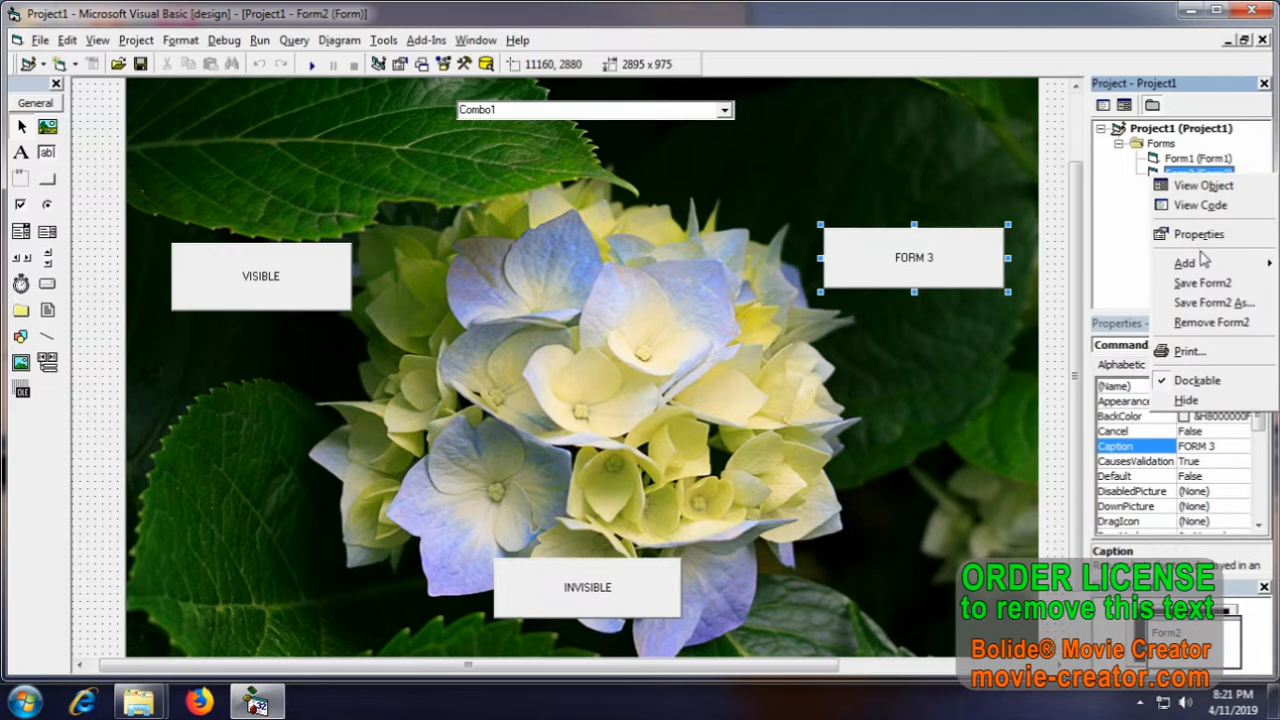 Project1 - Microsoft Visual Basic [design] - [Project1 - Form2 (Form)]
File Edit View Project Format Debug Run Query Diagram Tools Add-Ins Window Help
11160, 2880 2895 x 975
General
Combo1
VISIBLE
FORM 3
INVISIBLE
Project - Project1
Project1 (Project1)
Forms
Form1 (Form1)
View Object
View Code
Properties
Add
Save Form2
Save Form2 As...
Remove Form2
Print...
Dockable
Hide
Properties -
Command
Alphabetic
(Name)
Appearance
BackColor &H8000000F
Cancel False
Caption FORM 3
CausesValidation True
Default False
DisabledPicture (None)
DownPicture (None)
DragIcon (None)
Caption
Form2
ORDER LICENSE
to remove this text
Bolide® Movie Creator
movie-creator.com
8:21 PM
4/11/2019